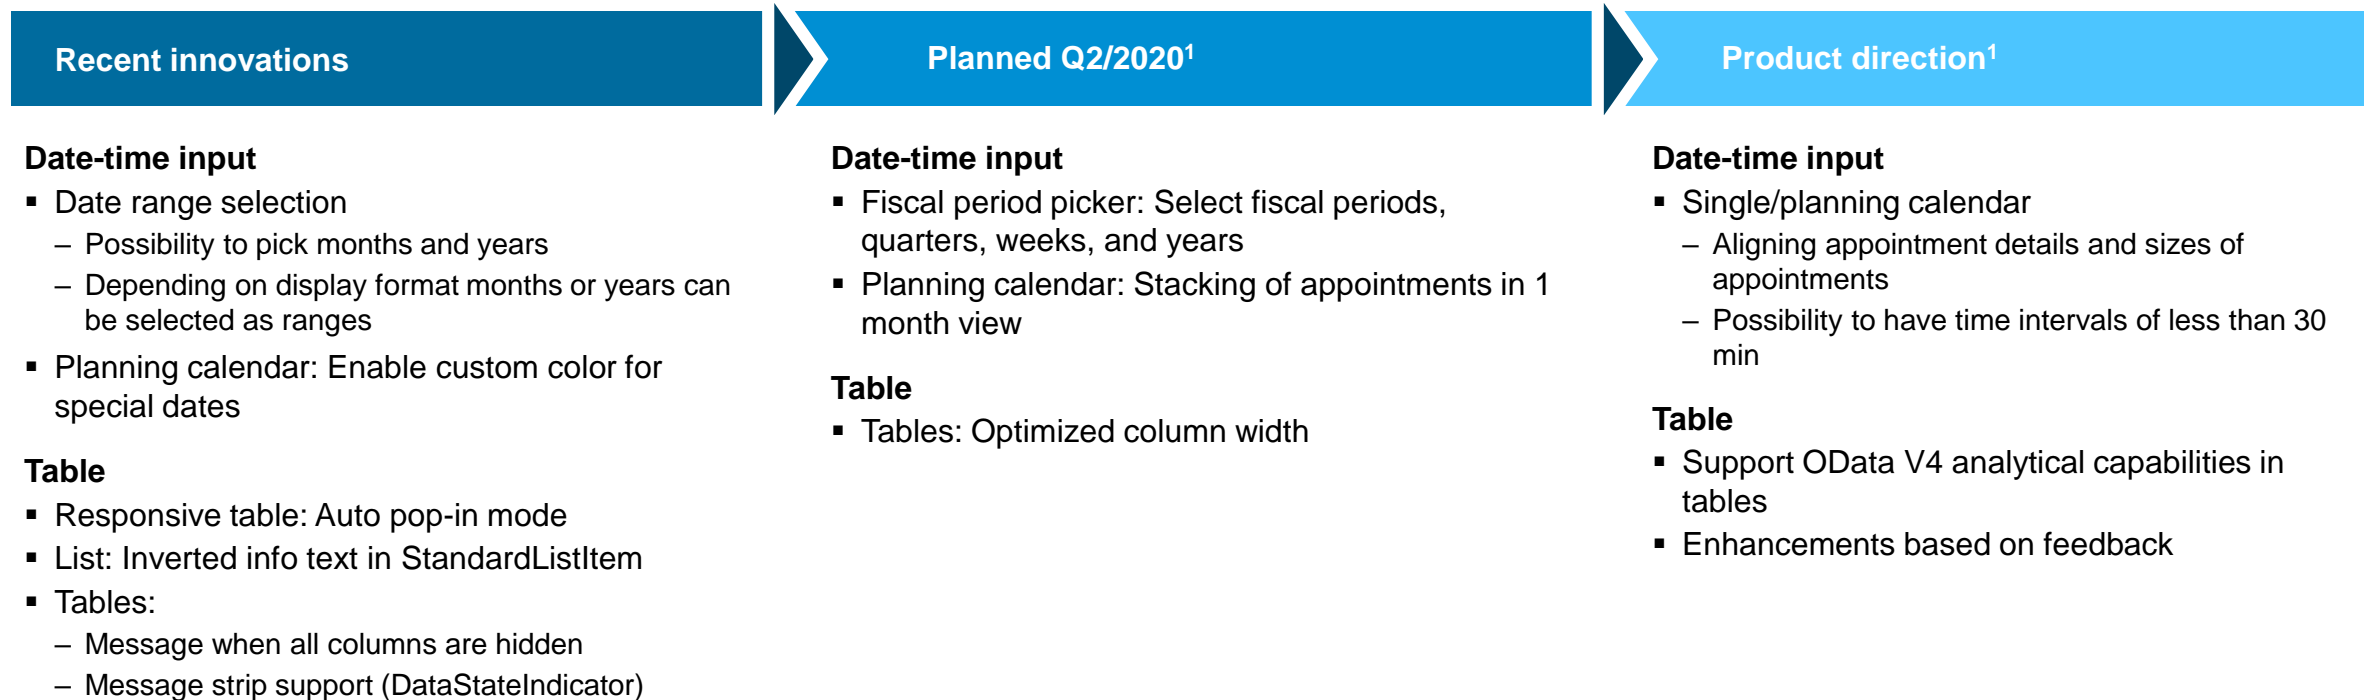 Recent innovations
Date-time input
▪ Date range selection
– Possibility to pick months and years
– Depending on display format months or years can
be selected as ranges
▪ Planning calendar: Enable custom color for
special dates
Table
▪ Responsive table: Auto pop-in mode
▪ List: Inverted info text in StandardListItem
▪ Tables:
– Message when all columns are hidden
– Message strip support (DataStateIndicator)
Planned Q2/2020¹
Date-time input
▪ Fiscal period picker: Select fiscal periods,
quarters, weeks, and years
▪ Planning calendar: Stacking of appointments in 1
month view
Table
▪ Tables: Optimized column width
Product direction¹
Date-time input
▪ Single/planning calendar
– Aligning appointment details and sizes of
appointments
– Possibility to have time intervals of less than 30
min
Table
▪ Support OData V4 analytical capabilities in
tables
▪ Enhancements based on feedback